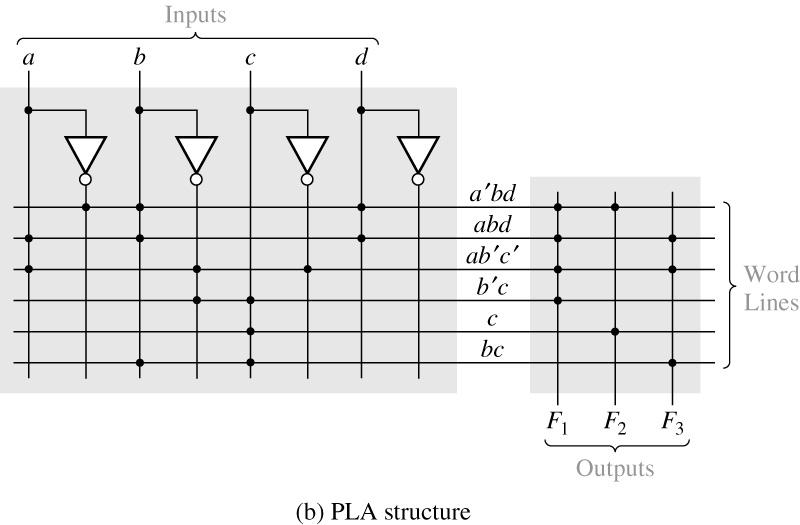 Inputs
a b c d
a′bd
abd
ab′c′
b′c
c
bc
Word
Lines
F1 F2 F3
Outputs
(b) PLA structure